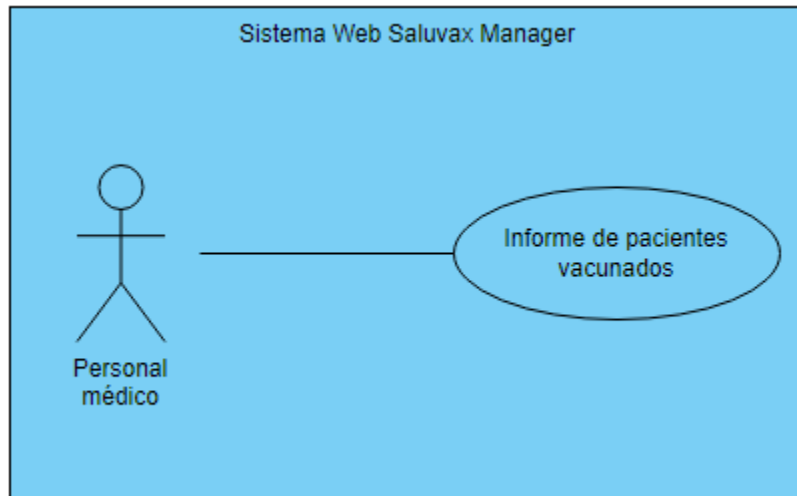 Sistema Web Saluvax Manager
Informe de pacientes
vacunados
Personal
médico